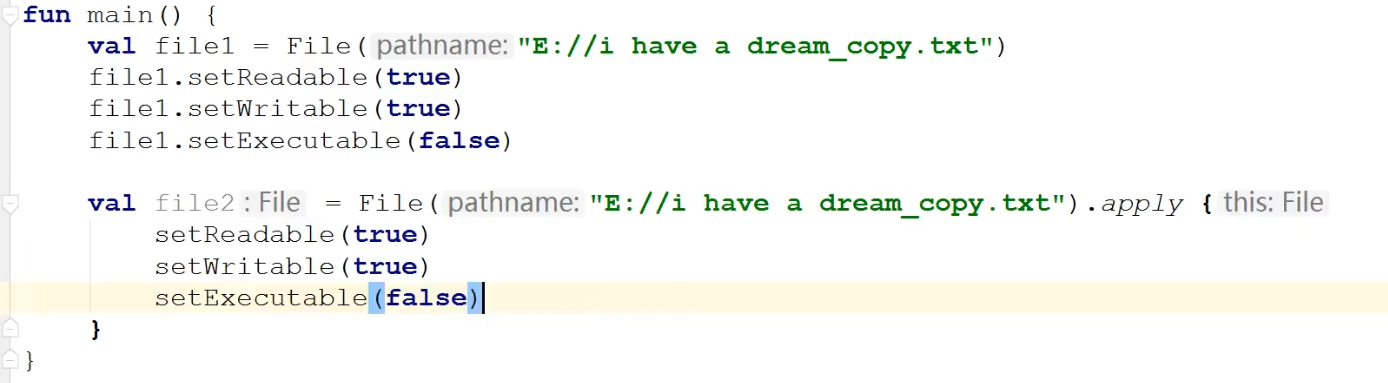 fun main() {
    val file1 = File( pathname: "E://i have a dream_copy.txt")
    file1.setReadable(true)
    file1.setWritable(true)
    file1.setExecutable(false)
    val file2 : File = File( pathname: "E://i have a dream_copy.txt").apply { this: File
        setReadable(true)
        setWritable(true)
        setExecutable(false)
    }
}